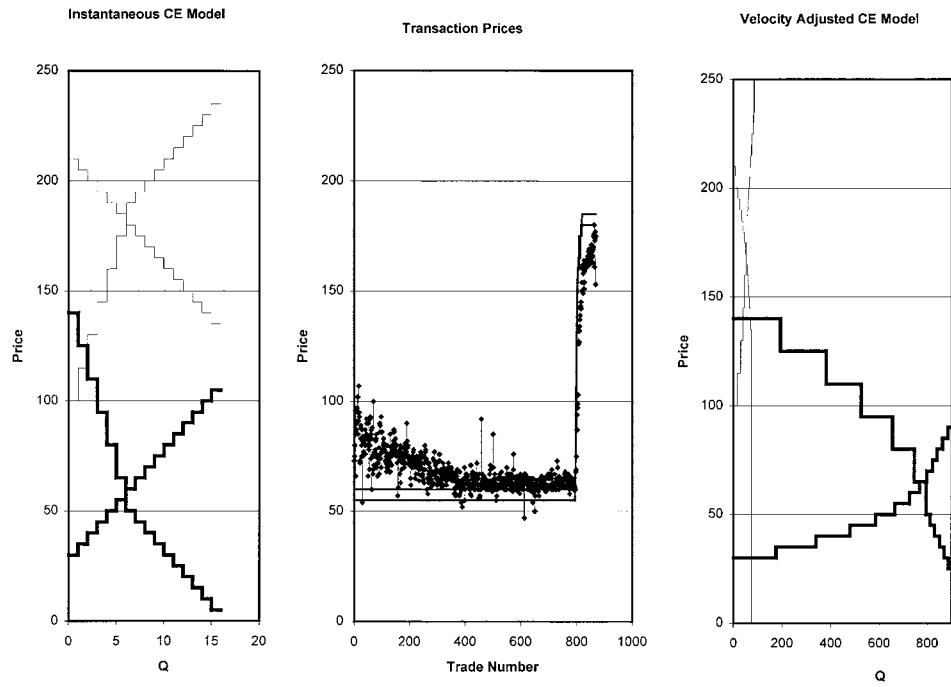 Instantaneous CE Model
Transaction Prices
Velocity Adjusted CE Model
250
200
150
100
50
0
Price
0 5 10 15 20
Q
250
200
150
100
50
0
Price
0 200 400 600 800 1000
Trade Number
250
200
150
100
50
0
Price
0 200 400 600 800
Q